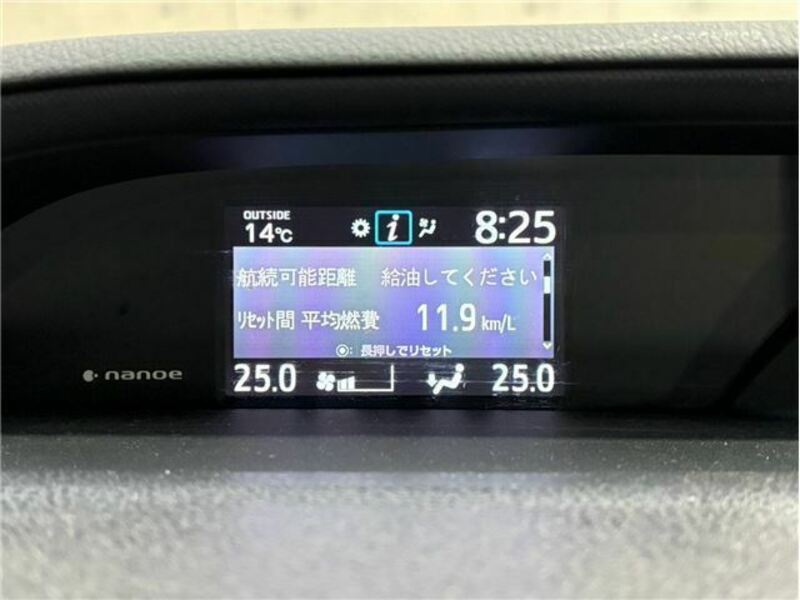 OUTSIDE
14℃ i 8:25
航続可能距離 給油してください
ﾘｾｯﾄ間 平均燃費 11.9 km/L
◉: 長押しでリセット
nanoe 25.0 25.0